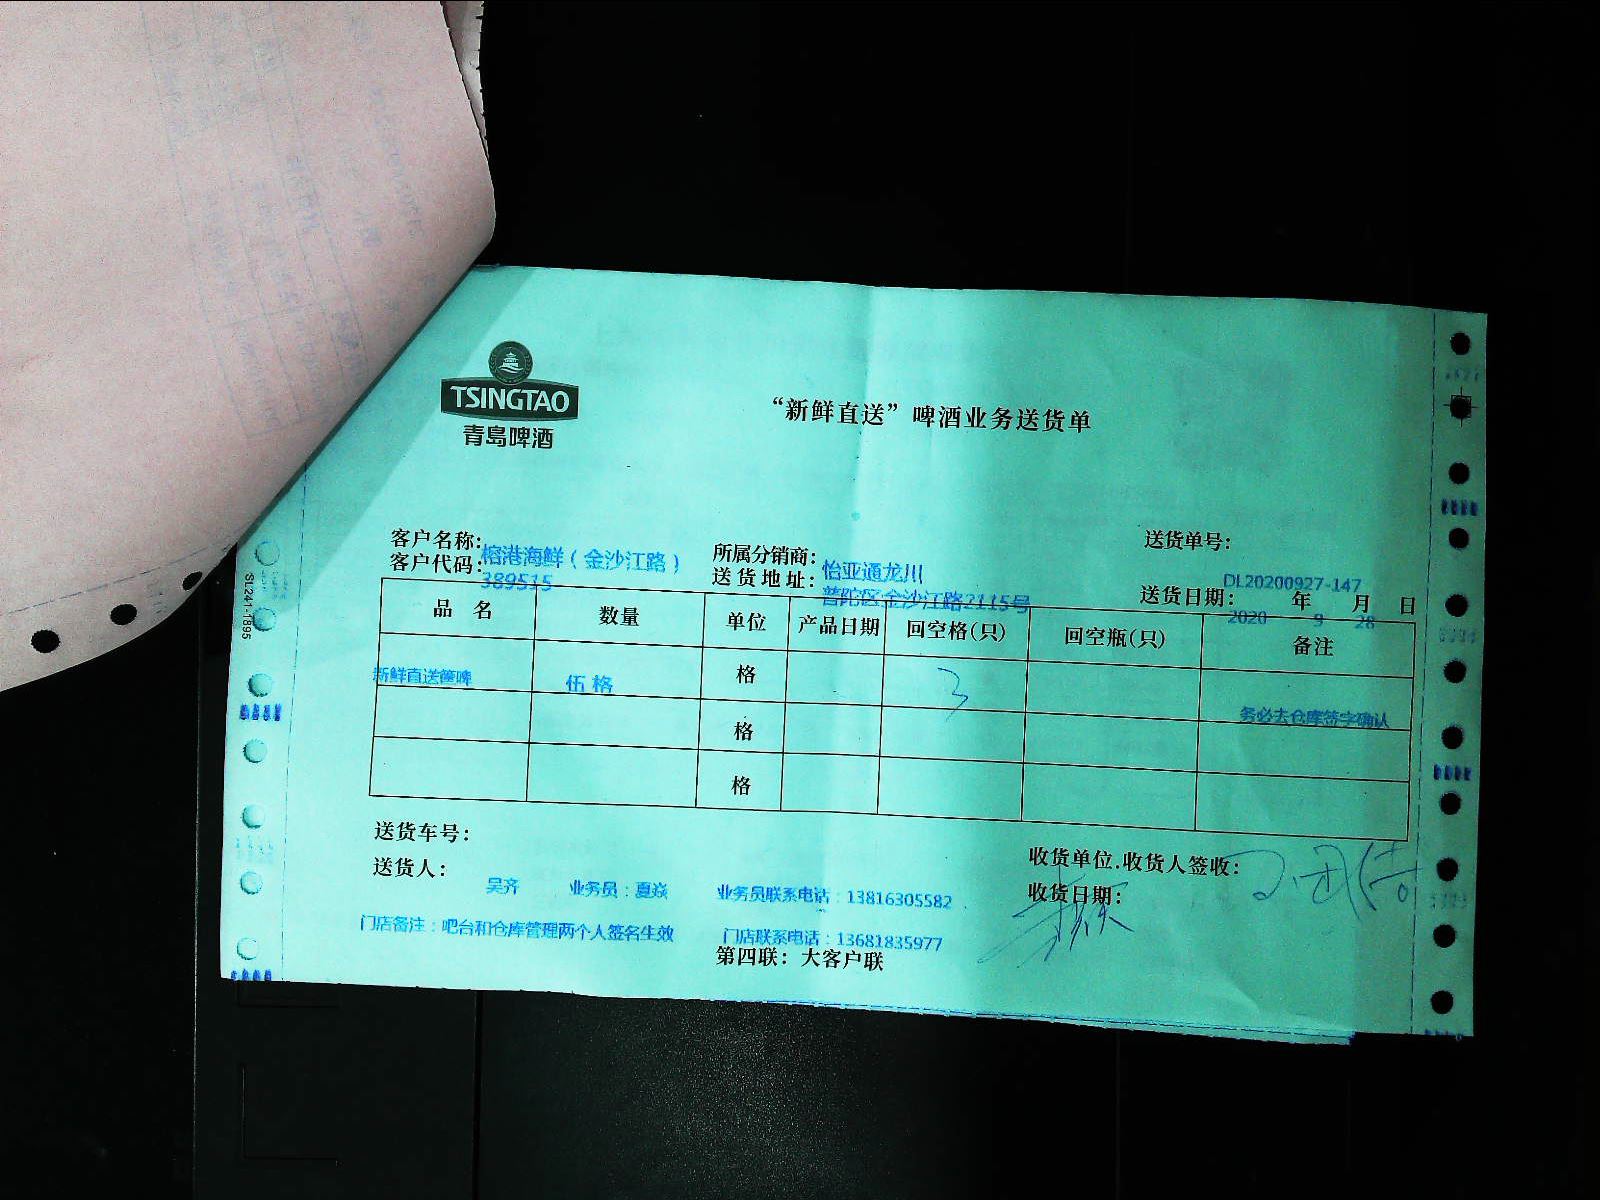 TSINGTAO
青島啤酒
“新鲜直送”啤酒业务送货单
客户名称: 榕港海鲜（金沙江路） 所属分销商: 怡亚通龙川 送货单号: DL20200927-147
客户代码: 389515 送货地址: 普陀区金沙江路2115号 送货日期: 2020 年 9 月 28 日
品 名 数量 单位 产品日期 回空格(只) 回空瓶(只) 备注
新鲜直送篚啤 伍格 格 3 务必去仓库签字确认
格
格
送货车号:
送货人: 吴齐 业务员：夏焱 业务员联系电话：13816305582
收货单位.收货人签收:
收货日期:
门店备注：吧台和仓库管理两个人签名生效 门店联系电话：13681835977
第四联: 大客户联
SL241-1895